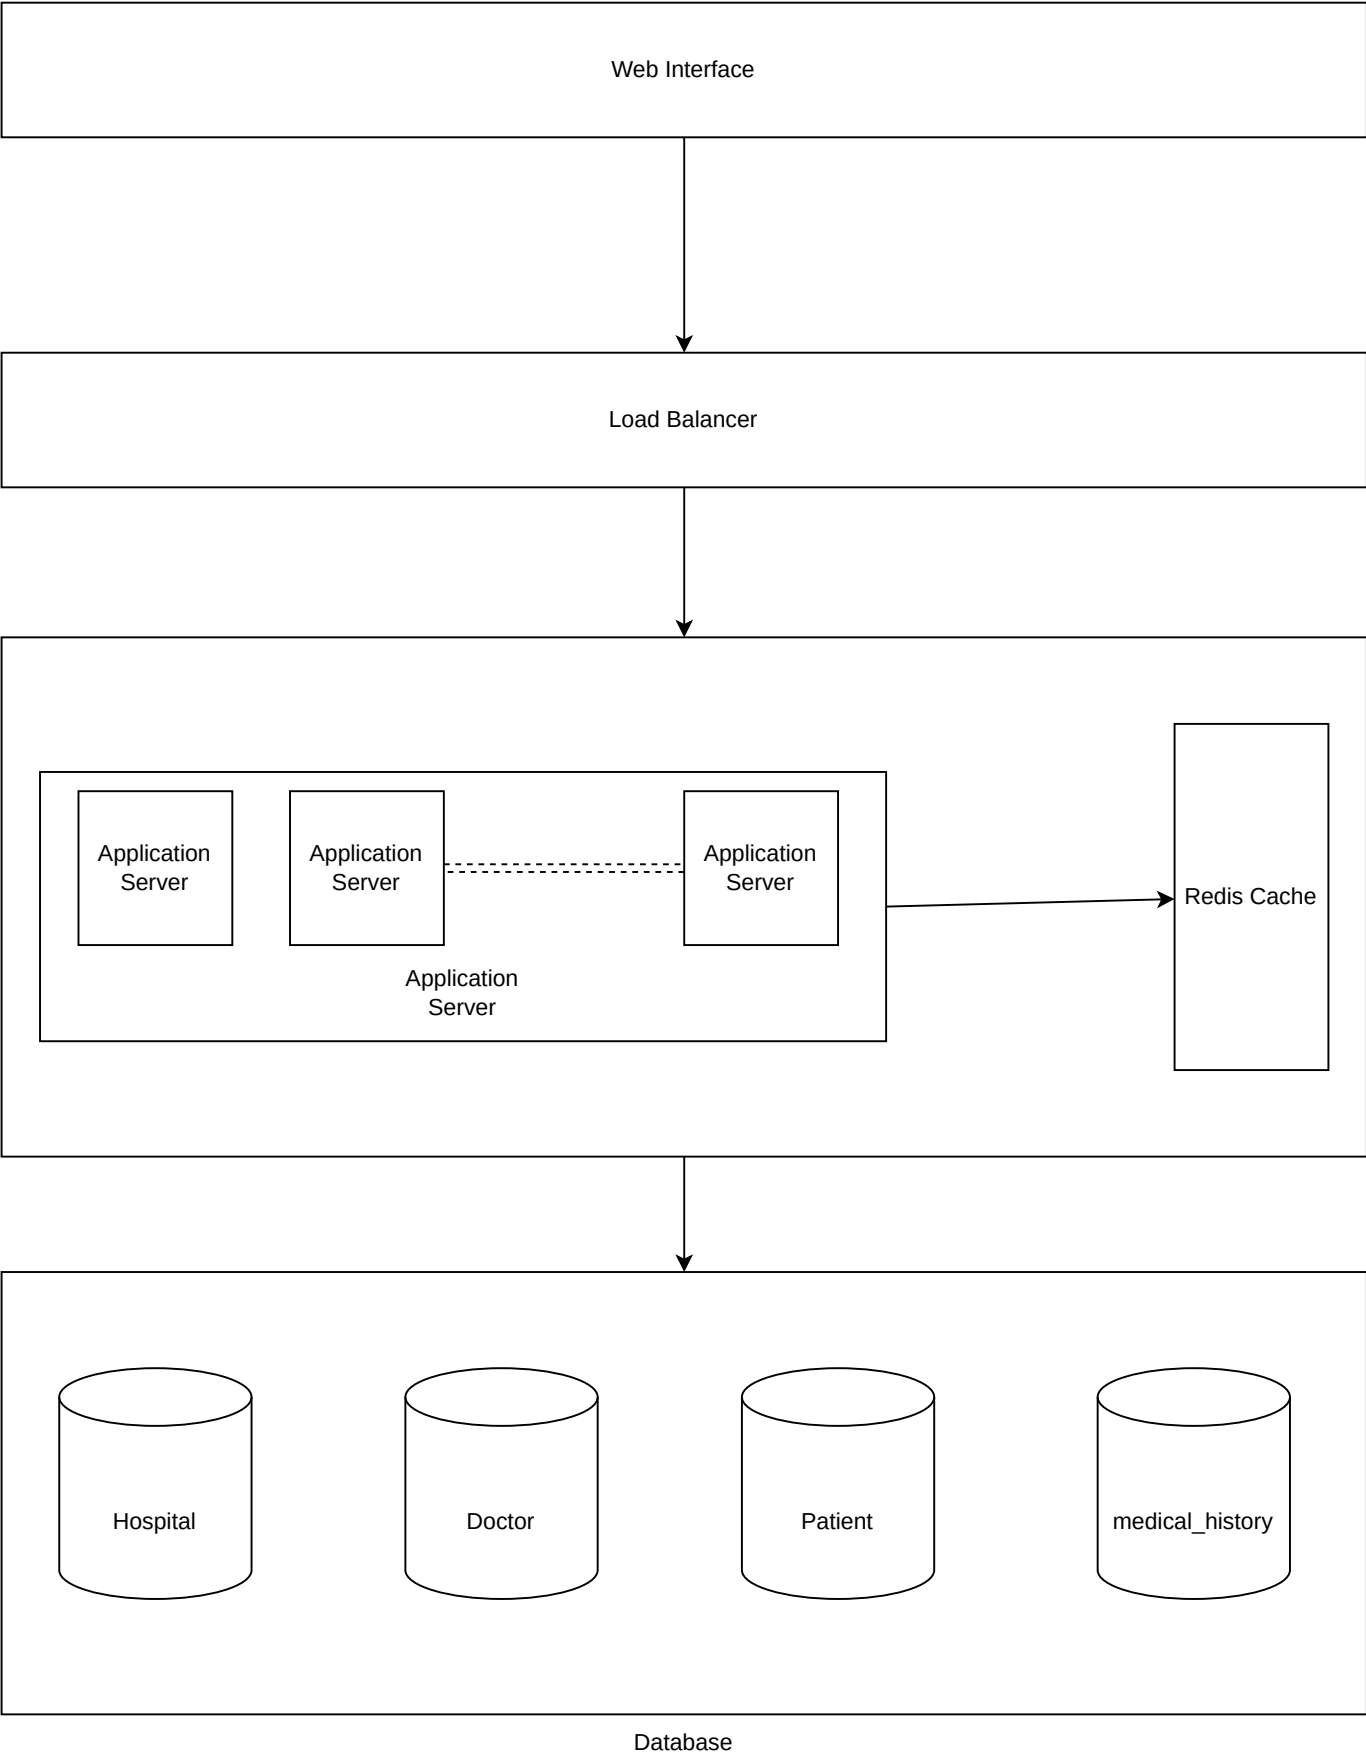 Web Interface
Load Balancer
Application
Server
Application
Server
Application
Server
Application
Server
Redis Cache
Hospital
Doctor
Patient
medical_history
Database